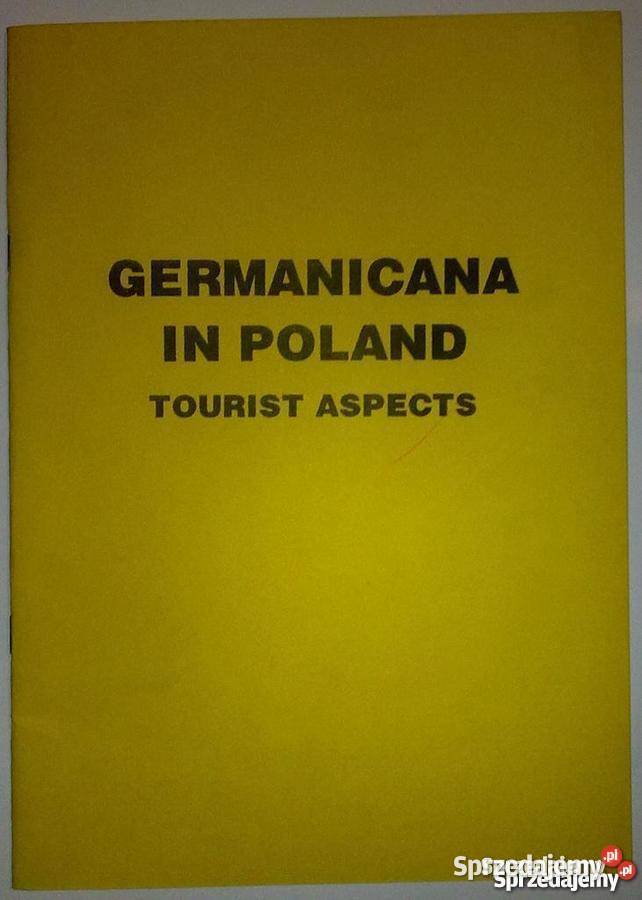 GERMANICANA
IN POLAND
TOURIST ASPECTS
Sprzedajemy.pl
Sprzedajemy.pl